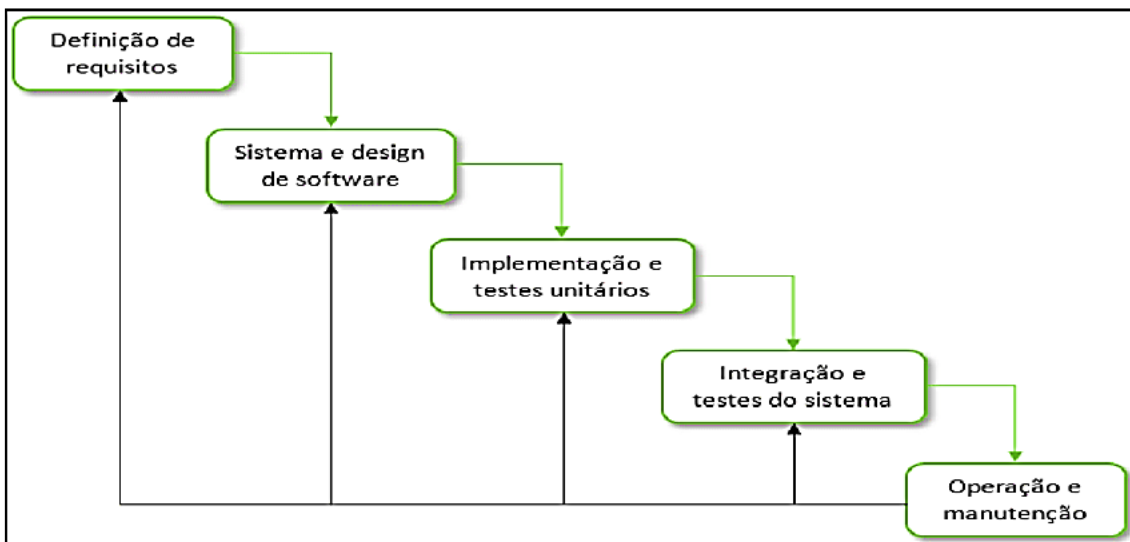 Definição de
requisitos
Sistema e design
de software
Implementação e
testes unitários
Integração e
testes do sistema
Operação e
manutenção